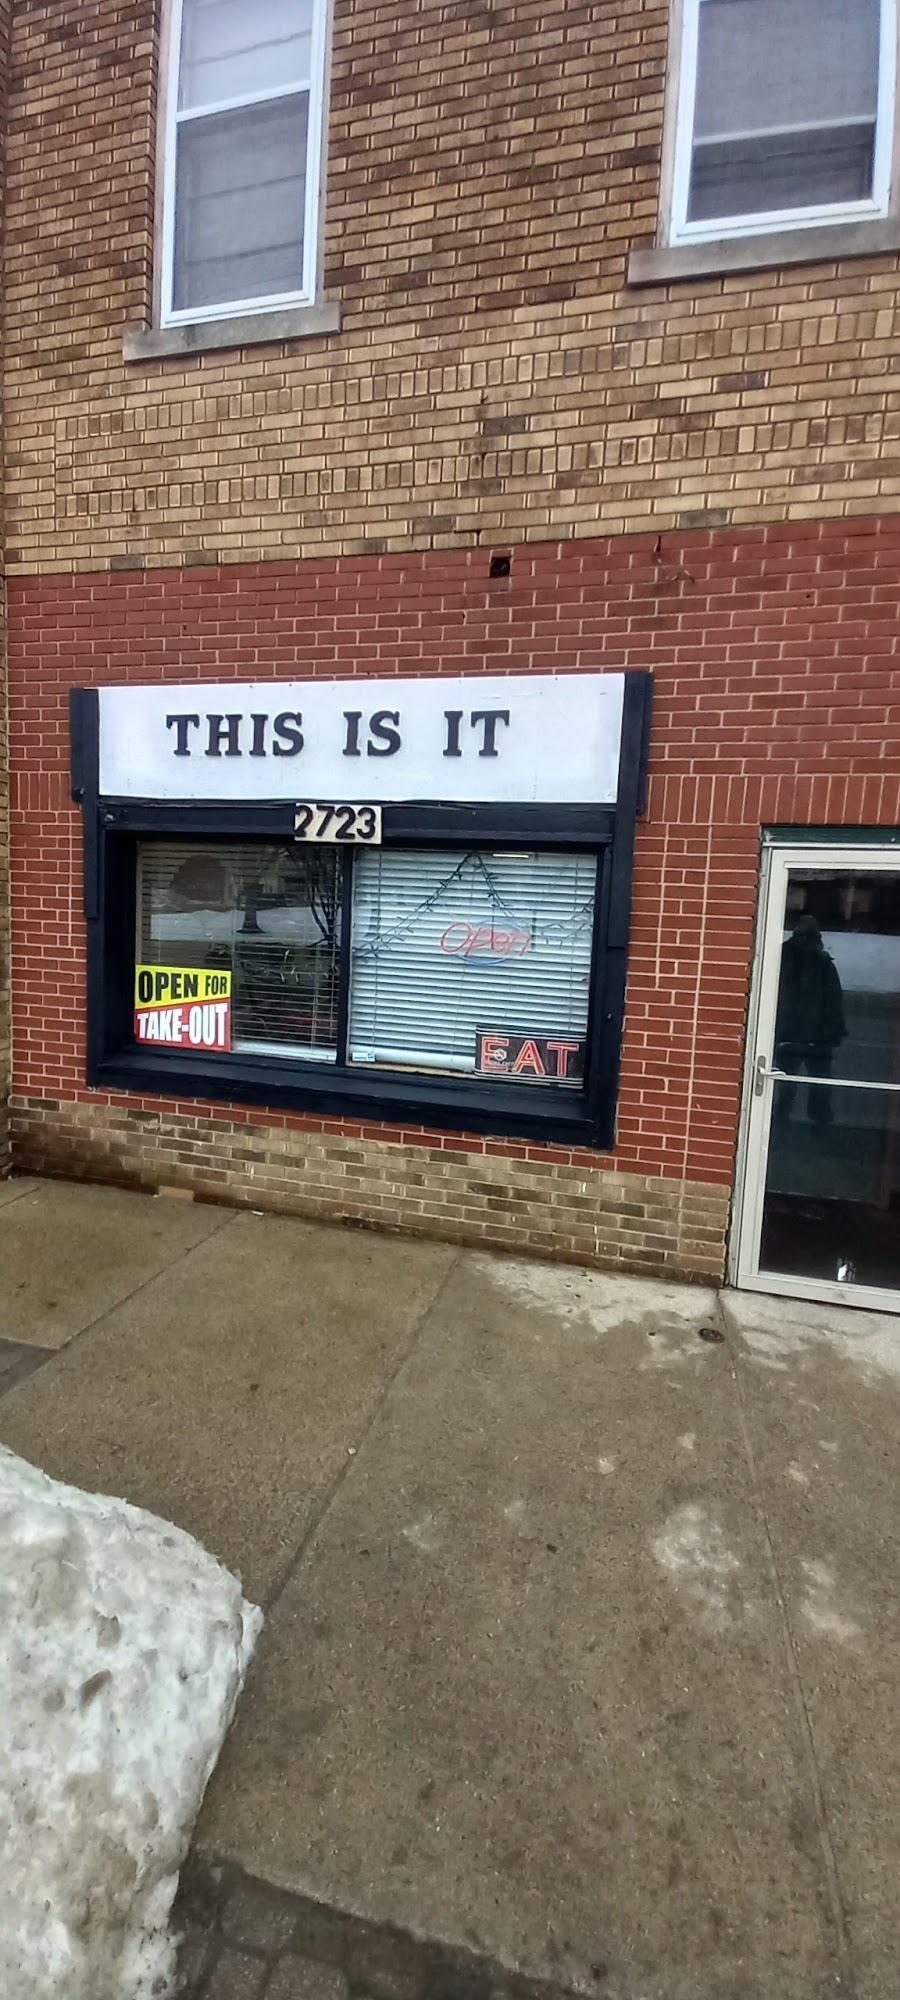 THIS IS IT
2723
Open
OPEN FOR
TAKE-OUT
EAT